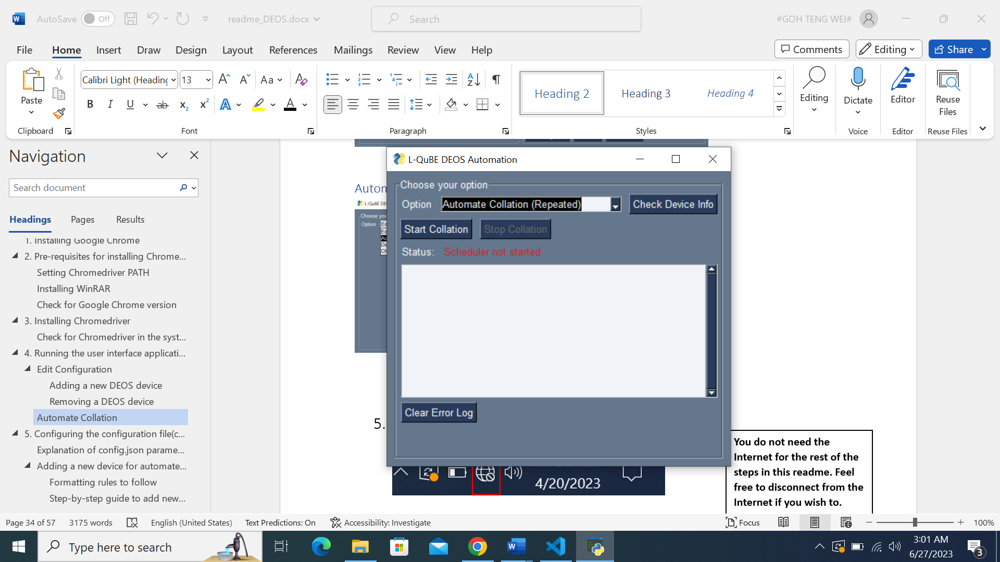 AutoSave Off readme_DEOS.docx Search #GOH TENG WEI#
File Home Insert Draw Design Layout References Mailings Review View Help Comments Editing Share
Calibri Light (Heading 13 Aa
Paste
B I U ab x2 x2 A A
Heading 2 Heading 3 Heading 4
Editing Dictate Editor Reuse Files
Clipboard Font Paragraph Styles Voice Editor Reuse Files
Navigation
Search document
Headings Pages Results
1. Installing Google Chrome
2. Pre-requisites for installing Chrome...
Setting Chromedriver PATH
Installing WinRAR
Check for Google Chrome version
3. Installing Chromedriver
Check for Chromedriver in the syst...
4. Running the user interface applicati...
Edit Configuration
Adding a new DEOS device
Removing a DEOS device
Automate Collation
5. Configuring the configuration file(c...
Explanation of config.json parame...
Adding a new device for automate...
Formatting rules to follow
Step-by-step guide to add new...
Autom
L-QuBE DE
Choose you
Option
5.
L-QuBE DEOS Automation
Choose your option
Option Automate Collation (Repeated) Check Device Info
Start Collation Stop Collation
Status: Scheduler not started
Clear Error Log
4/20/2023
You do not need the
Internet for the rest of the
steps in this readme. Feel
free to disconnect from the
Internet if you wish to.
Page 34 of 57 3175 words English (United States) Text Predictions: On Accessibility: Investigate Focus 100%
Type here to search
3:01 AM
6/27/2023
3